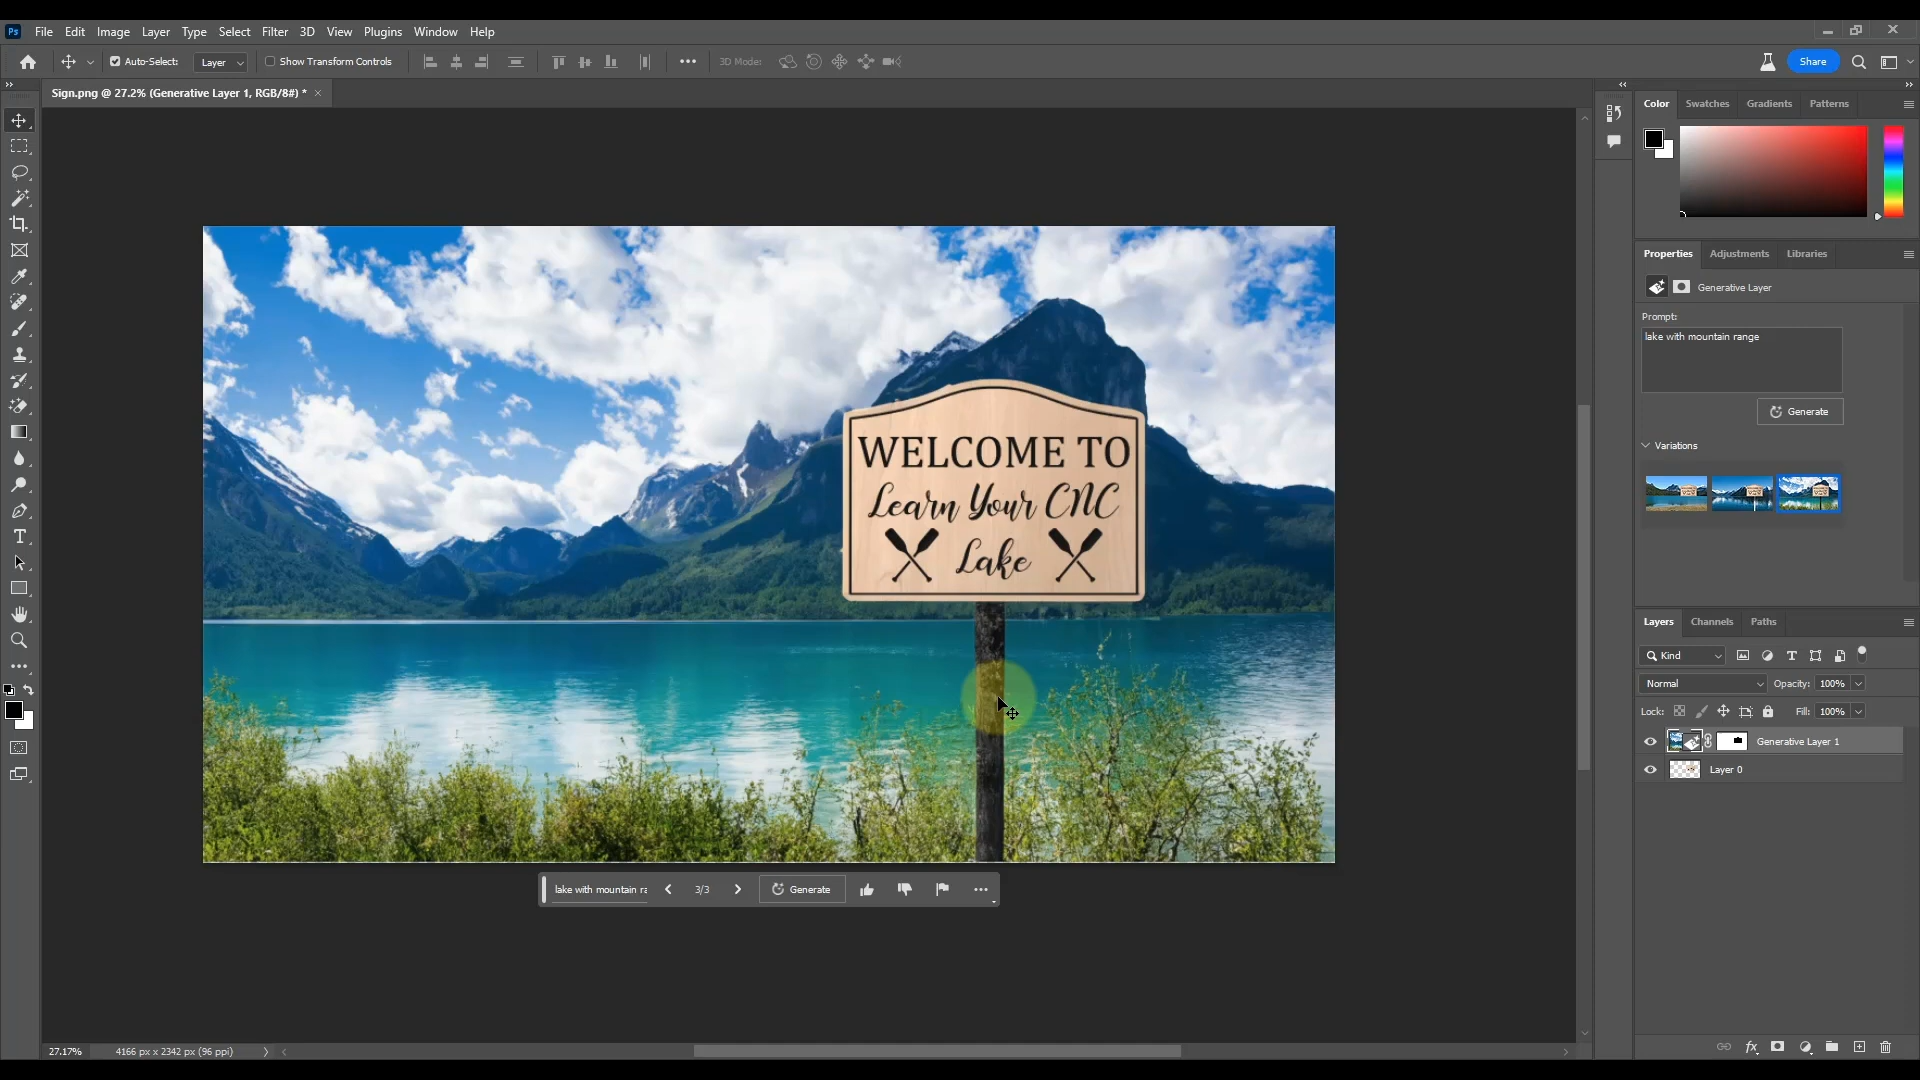 Ps File Edit Image Layer Type Select Filter 3D View Plugins Window Help
Auto-Select: Layer Show Transform Controls 3D Mode: Share
Sign.png @ 27.2% (Generative Layer 1, RGB/8#) * ×
WELCOME TO
Learn Your CNC
Lake
lake with mountain ra 3/3 Generate
27.17% 4166 px x 2342 px (96 ppi)
Color Swatches Gradients Patterns
Properties Adjustments Libraries
Generative Layer
Prompt:
lake with mountain range
Generate
Variations
Layers Channels Paths
Kind
Normal Opacity: 100%
Lock: Fill: 100%
Generative Layer 1
Layer 0